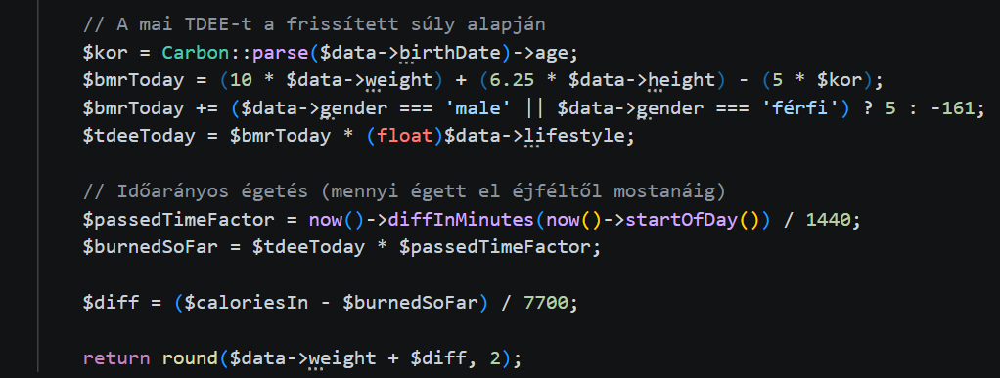 // A mai TDEE-t a frissített súly alapján
$kor = Carbon::parse($data->birthDate)->age;
$bmrToday = (10 * $data->weight) + (6.25 * $data->height) - (5 * $kor);
$bmrToday += ($data->gender === 'male' || $data->gender === 'férfi') ? 5 : -161;
$tdeeToday = $bmrToday * (float)$data->lifestyle;
// Időarányos égetés (mennyi égett el éjféltől mostanáig)
$passedTimeFactor = now()->diffInMinutes(now()->startOfDay()) / 1440;
$burnedSoFar = $tdeeToday * $passedTimeFactor;
$diff = ($caloriesIn - $burnedSoFar) / 7700;
return round($data->weight + $diff, 2);